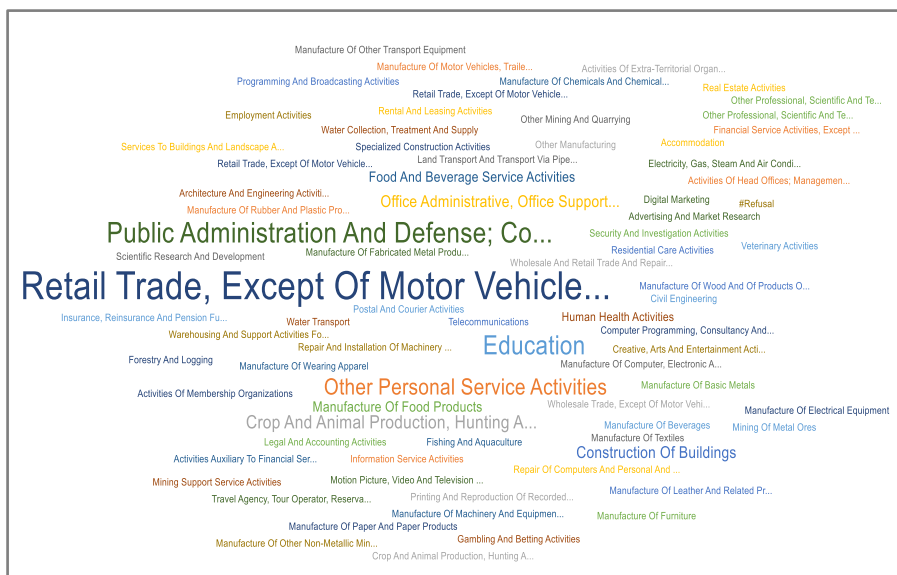 Manufacture Of Other Transport Equipment
Manufacture Of Motor Vehicles, Traile...
Activities Of Extra-Territorial Organ...
Programming And Broadcasting Activities
Manufacture Of Chemicals And Chemical...
Real Estate Activities
Retail Trade, Except Of Motor Vehicle...
Other Professional, Scientific And Te...
Employment Activities
Rental And Leasing Activities
Other Mining And Quarrying
Other Professional, Scientific And Te...
Water Collection, Treatment And Supply
Financial Service Activities, Except ...
Services To Buildings And Landscape A...
Specialized Construction Activities
Other Manufacturing
Accommodation
Retail Trade, Except Of Motor Vehicle...
Land Transport And Transport Via Pipe...
Electricity, Gas, Steam And Air Condi...
Food And Beverage Service Activities
Activities Of Head Offices; Managemen...
Architecture And Engineering Activiti...
Office Administrative, Office Support...
Digital Marketing
#Refusal
Manufacture Of Rubber And Plastic Pro...
Advertising And Market Research
Public Administration And Defense; Co...
Security And Investigation Activities
Scientific Research And Development
Manufacture Of Fabricated Metal Produ...
Residential Care Activities
Veterinary Activities
Wholesale And Retail Trade And Repair...
Retail Trade, Except Of Motor Vehicle...
Manufacture Of Wood And Of Products O...
Civil Engineering
Postal And Courier Activities
Insurance, Reinsurance And Pension Fu...
Water Transport
Telecommunications
Human Health Activities
Warehousing And Support Activities Fo...
Computer Programming, Consultancy And...
Repair And Installation Of Machinery ...
Education
Creative, Arts And Entertainment Acti...
Forestry And Logging
Manufacture Of Wearing Apparel
Manufacture Of Computer, Electronic A...
Activities Of Membership Organizations
Other Personal Service Activities
Manufacture Of Basic Metals
Manufacture Of Food Products
Wholesale Trade, Except Of Motor Vehi...
Manufacture Of Electrical Equipment
Crop And Animal Production, Hunting A...
Manufacture Of Beverages
Mining Of Metal Ores
Legal And Accounting Activities
Fishing And Aquaculture
Manufacture Of Textiles
Activities Auxiliary To Financial Ser...
Information Service Activities
Construction Of Buildings
Repair Of Computers And Personal And ...
Mining Support Service Activities
Motion Picture, Video And Television ...
Manufacture Of Leather And Related Pr...
Travel Agency, Tour Operator, Reserva...
Printing And Reproduction Of Recorded...
Manufacture Of Machinery And Equipmen...
Manufacture Of Furniture
Manufacture Of Paper And Paper Products
Manufacture Of Other Non-Metallic Min...
Gambling And Betting Activities
Crop And Animal Production, Hunting A...